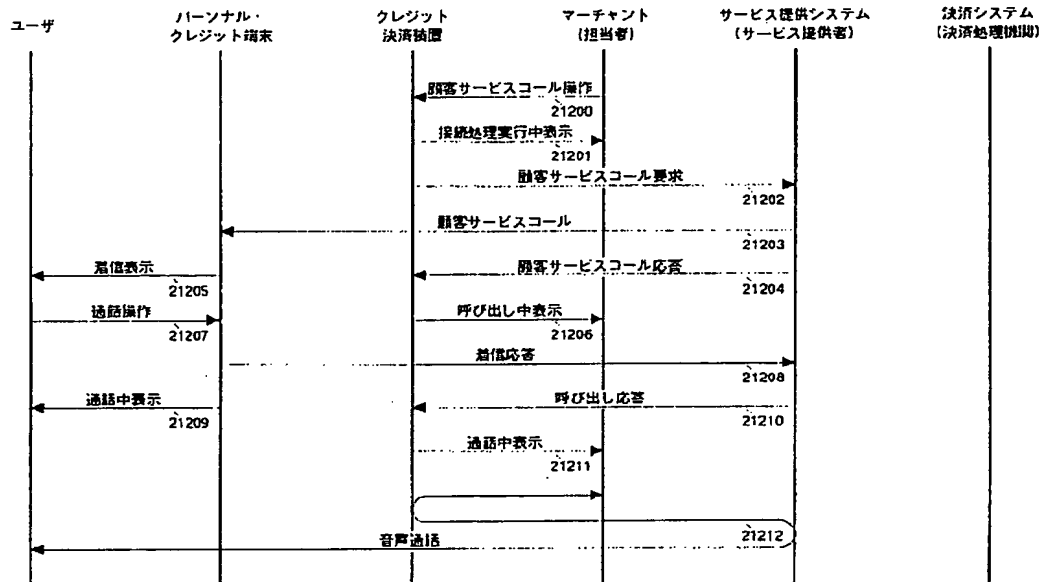 ユーザ
パーソナル・
クレジット端末
クレジット
決済装置
マーチャント
(担当者)
サービス提供システム
(サービス提供者)
決済システム
(決済処理機関)
顧客サービスコール操作
21200
接続処理実行中表示
21201
顧客サービスコール要求
21202
顧客サービスコール
21203
着信表示
21205
顧客サービスコール応答
21204
通話操作
21207
呼び出し中表示
21206
着信応答
21208
通話中表示
21209
呼び出し応答
21210
通話中表示
21211
21212
音声通話